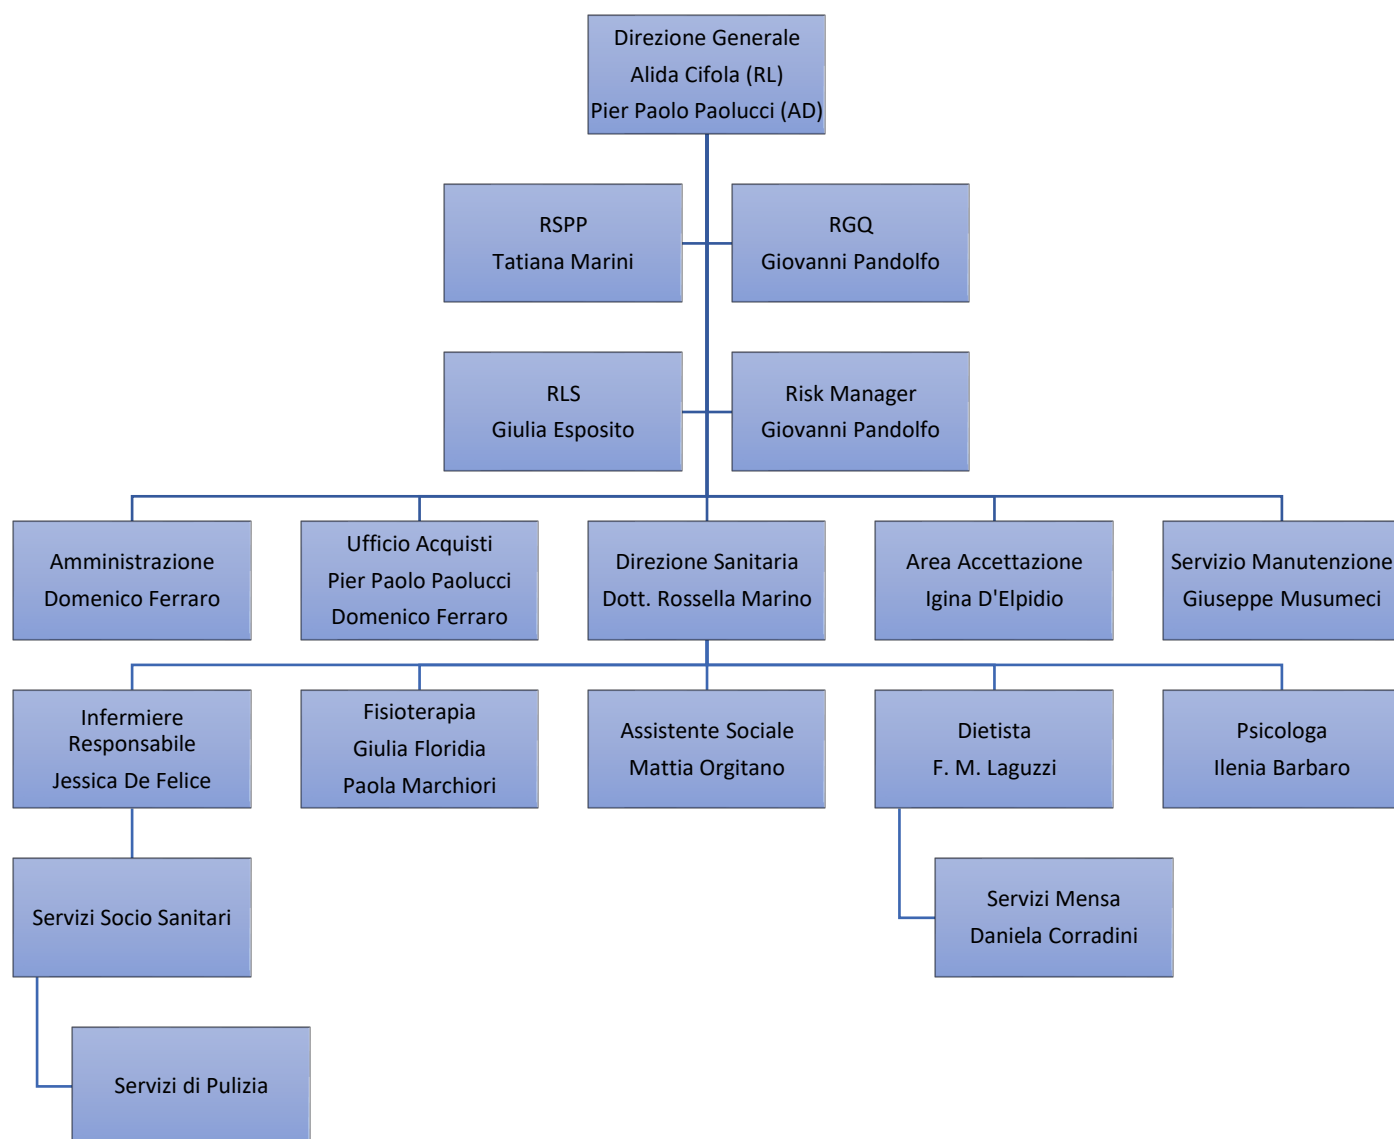 Direzione Generale
Alida Cifola (RL)
Pier Paolo Paolucci (AD)
RSPP
Tatiana Marini
RGQ
Giovanni Pandolfo
RLS
Giulia Esposito
Risk Manager
Giovanni Pandolfo
Amministrazione
Domenico Ferraro
Ufficio Acquisti
Pier Paolo Paolucci
Domenico Ferraro
Direzione Sanitaria
Dott. Rossella Marino
Area Accettazione
Igina D'Elpidio
Servizio Manutenzione
Giuseppe Musumeci
Infermiere
Responsabile
Jessica De Felice
Fisioterapia
Giulia Floridia
Paola Marchiori
Assistente Sociale
Mattia Orgitano
Dietista
F. M. Laguzzi
Psicologa
Ilenia Barbaro
Servizi Socio Sanitari
Servizi Mensa
Daniela Corradini
Servizi di Pulizia